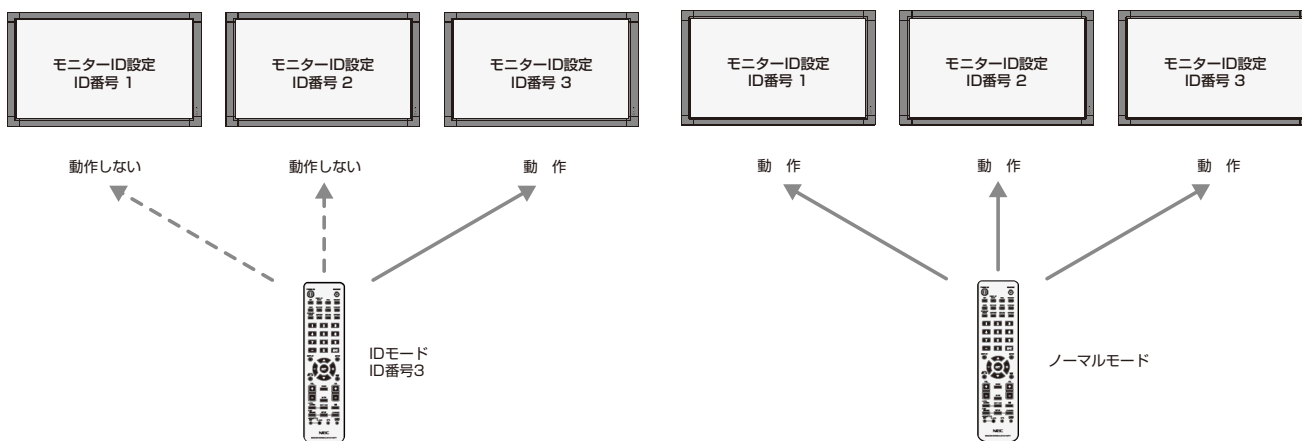 モニターID設定
ID番号 1
モニターID設定
ID番号 2
モニターID設定
ID番号 3
モニターID設定
ID番号 1
モニターID設定
ID番号 2
モニターID設定
ID番号 3
動作しない
動作しない
動　作
動　作
動　作
動　作
IDモード
ID番号3
ノーマルモード
NEC
NEC